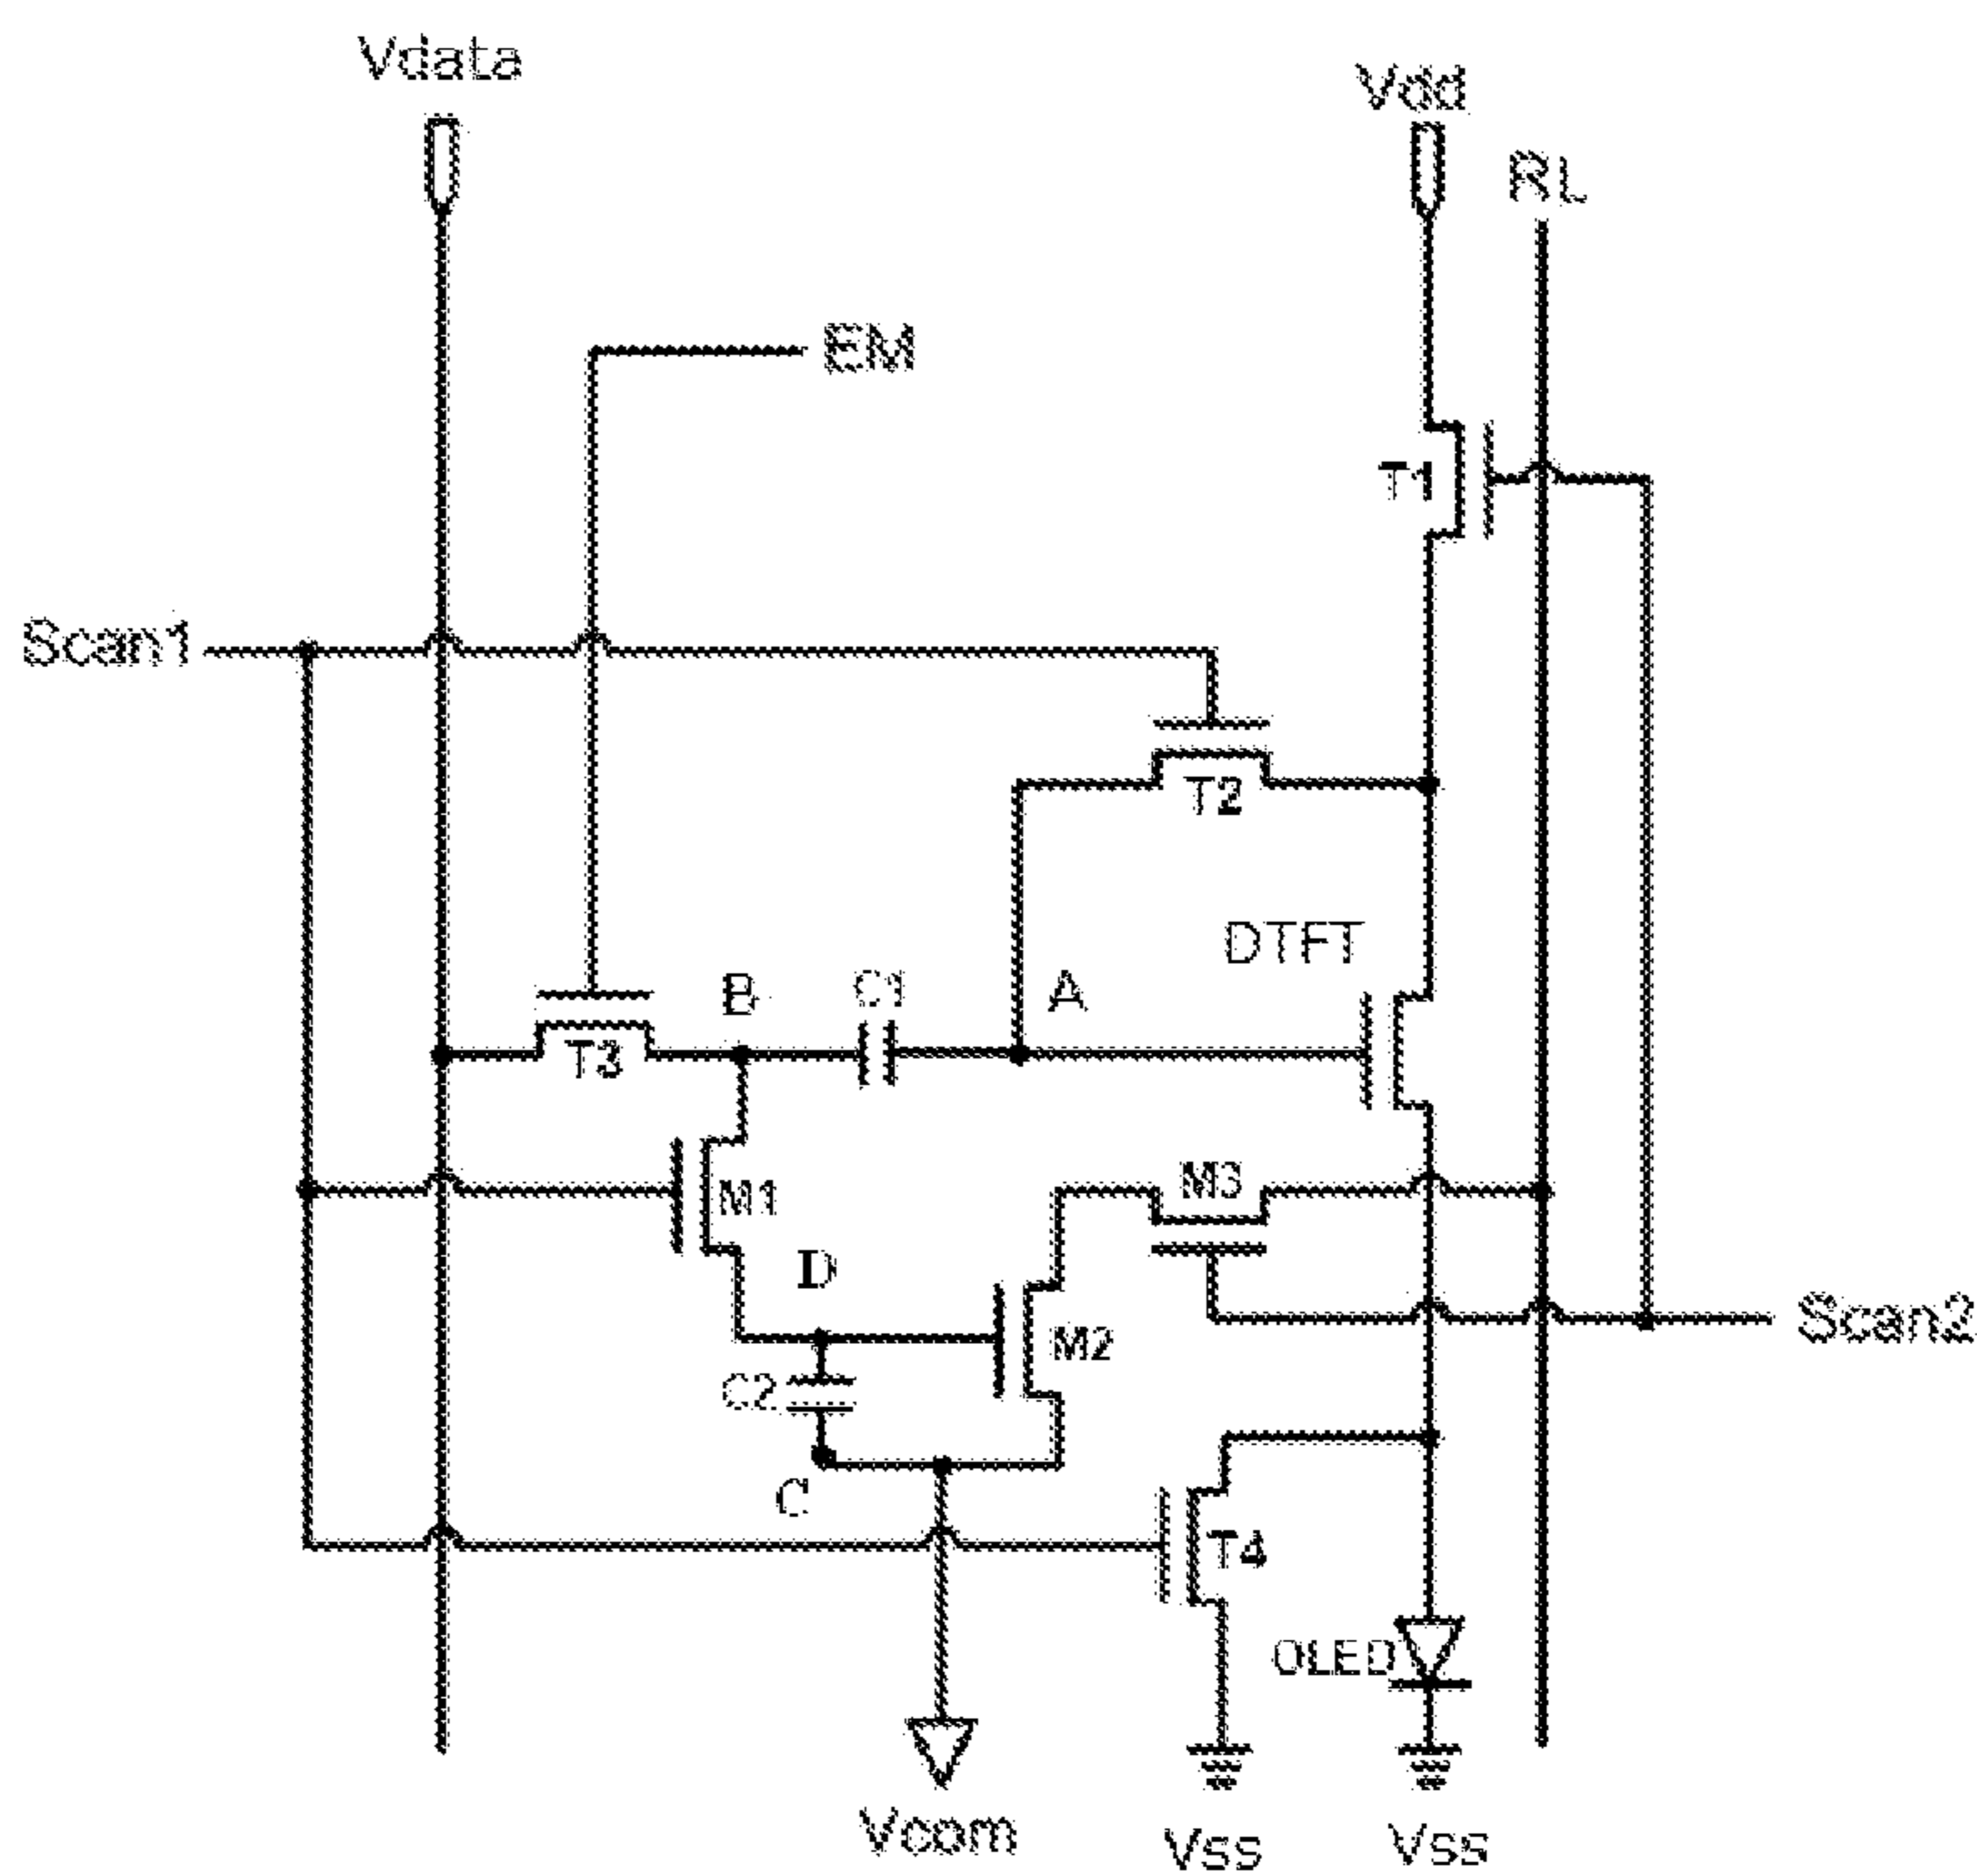 Vdata
Vdd
RL
EM
T1
Scan1
T2
DTFT
B
C1
A
T3
M3
M1
D
Scan2
M2
C2
C
T4
OLED
Vcom
Vss
Vss